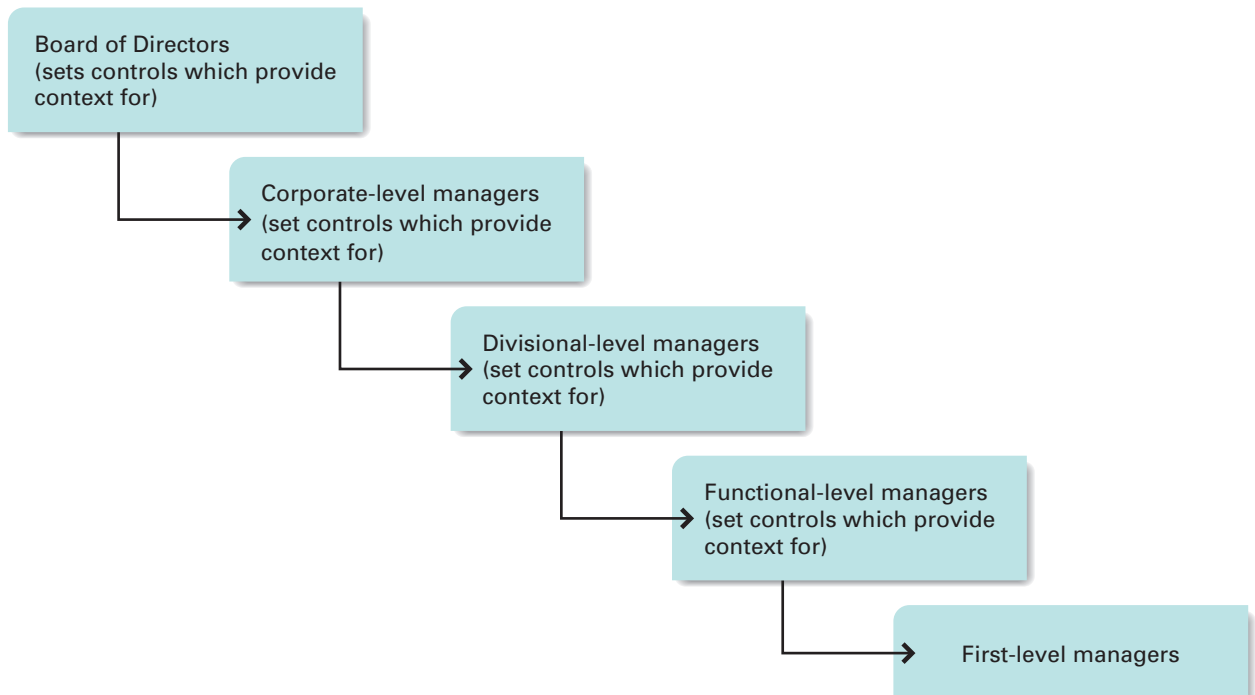 Board of Directors
(sets controls which provide
context for)
Corporate-level managers
(set controls which provide
context for)
Divisional-level managers
(set controls which provide
context for)
Functional-level managers
(set controls which provide
context for)
First-level managers